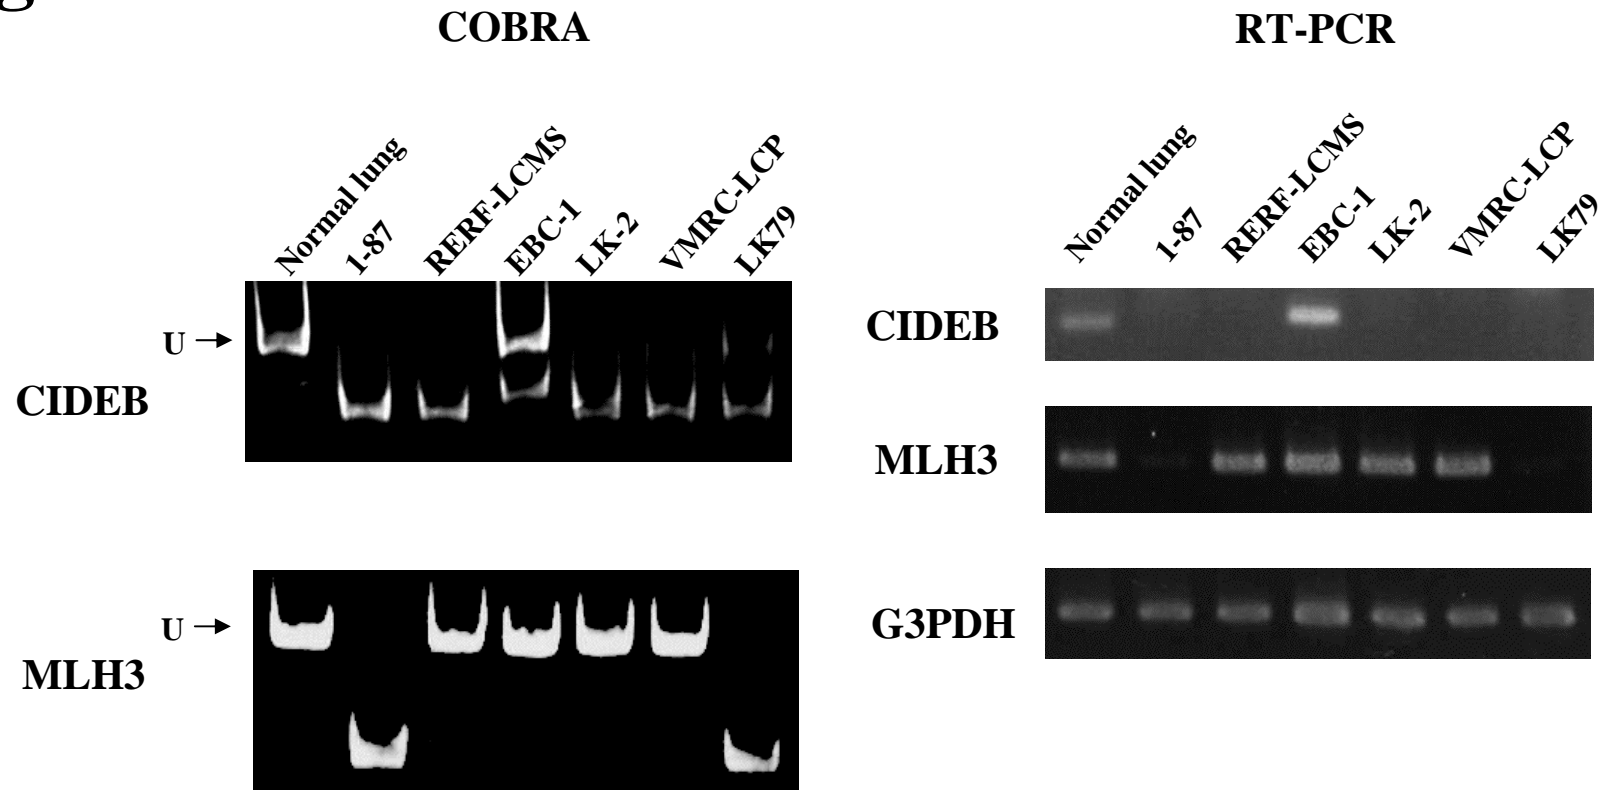 COBRA
RT-PCR
Normal lung
1-87
RERF-LCMS
EBC-1
LK-2
VMRC-LCP
LK79
Normal lung
1-87
RERF-LCMS
EBC-1
LK-2
VMRC-LCP
LK79
U
CIDEB
CIDEB
MLH3
U
MLH3
G3PDH